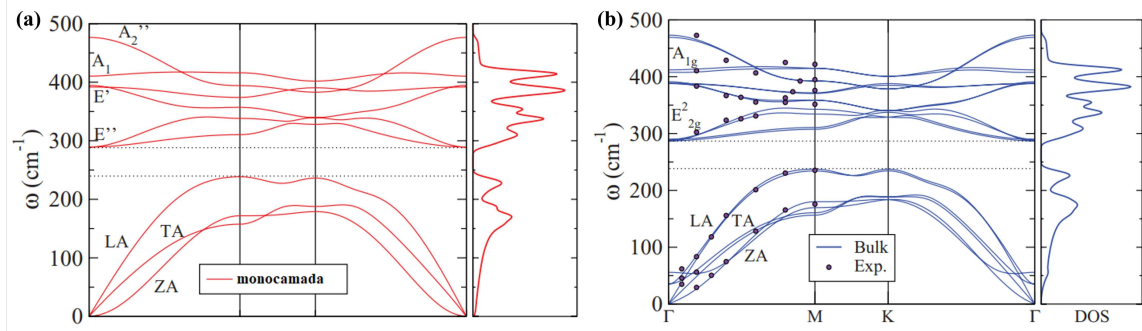 (a)
500
400
300
200
100
0
ω (cm⁻¹)
A₂’’
A₁
E’
E’’
LA
TA
ZA
monocamada
(b)
500
400
300
200
100
0
ω (cm⁻¹)
A₁g
E²₂g
LA
TA
ZA
Bulk
Exp.
Γ M K Γ DOS